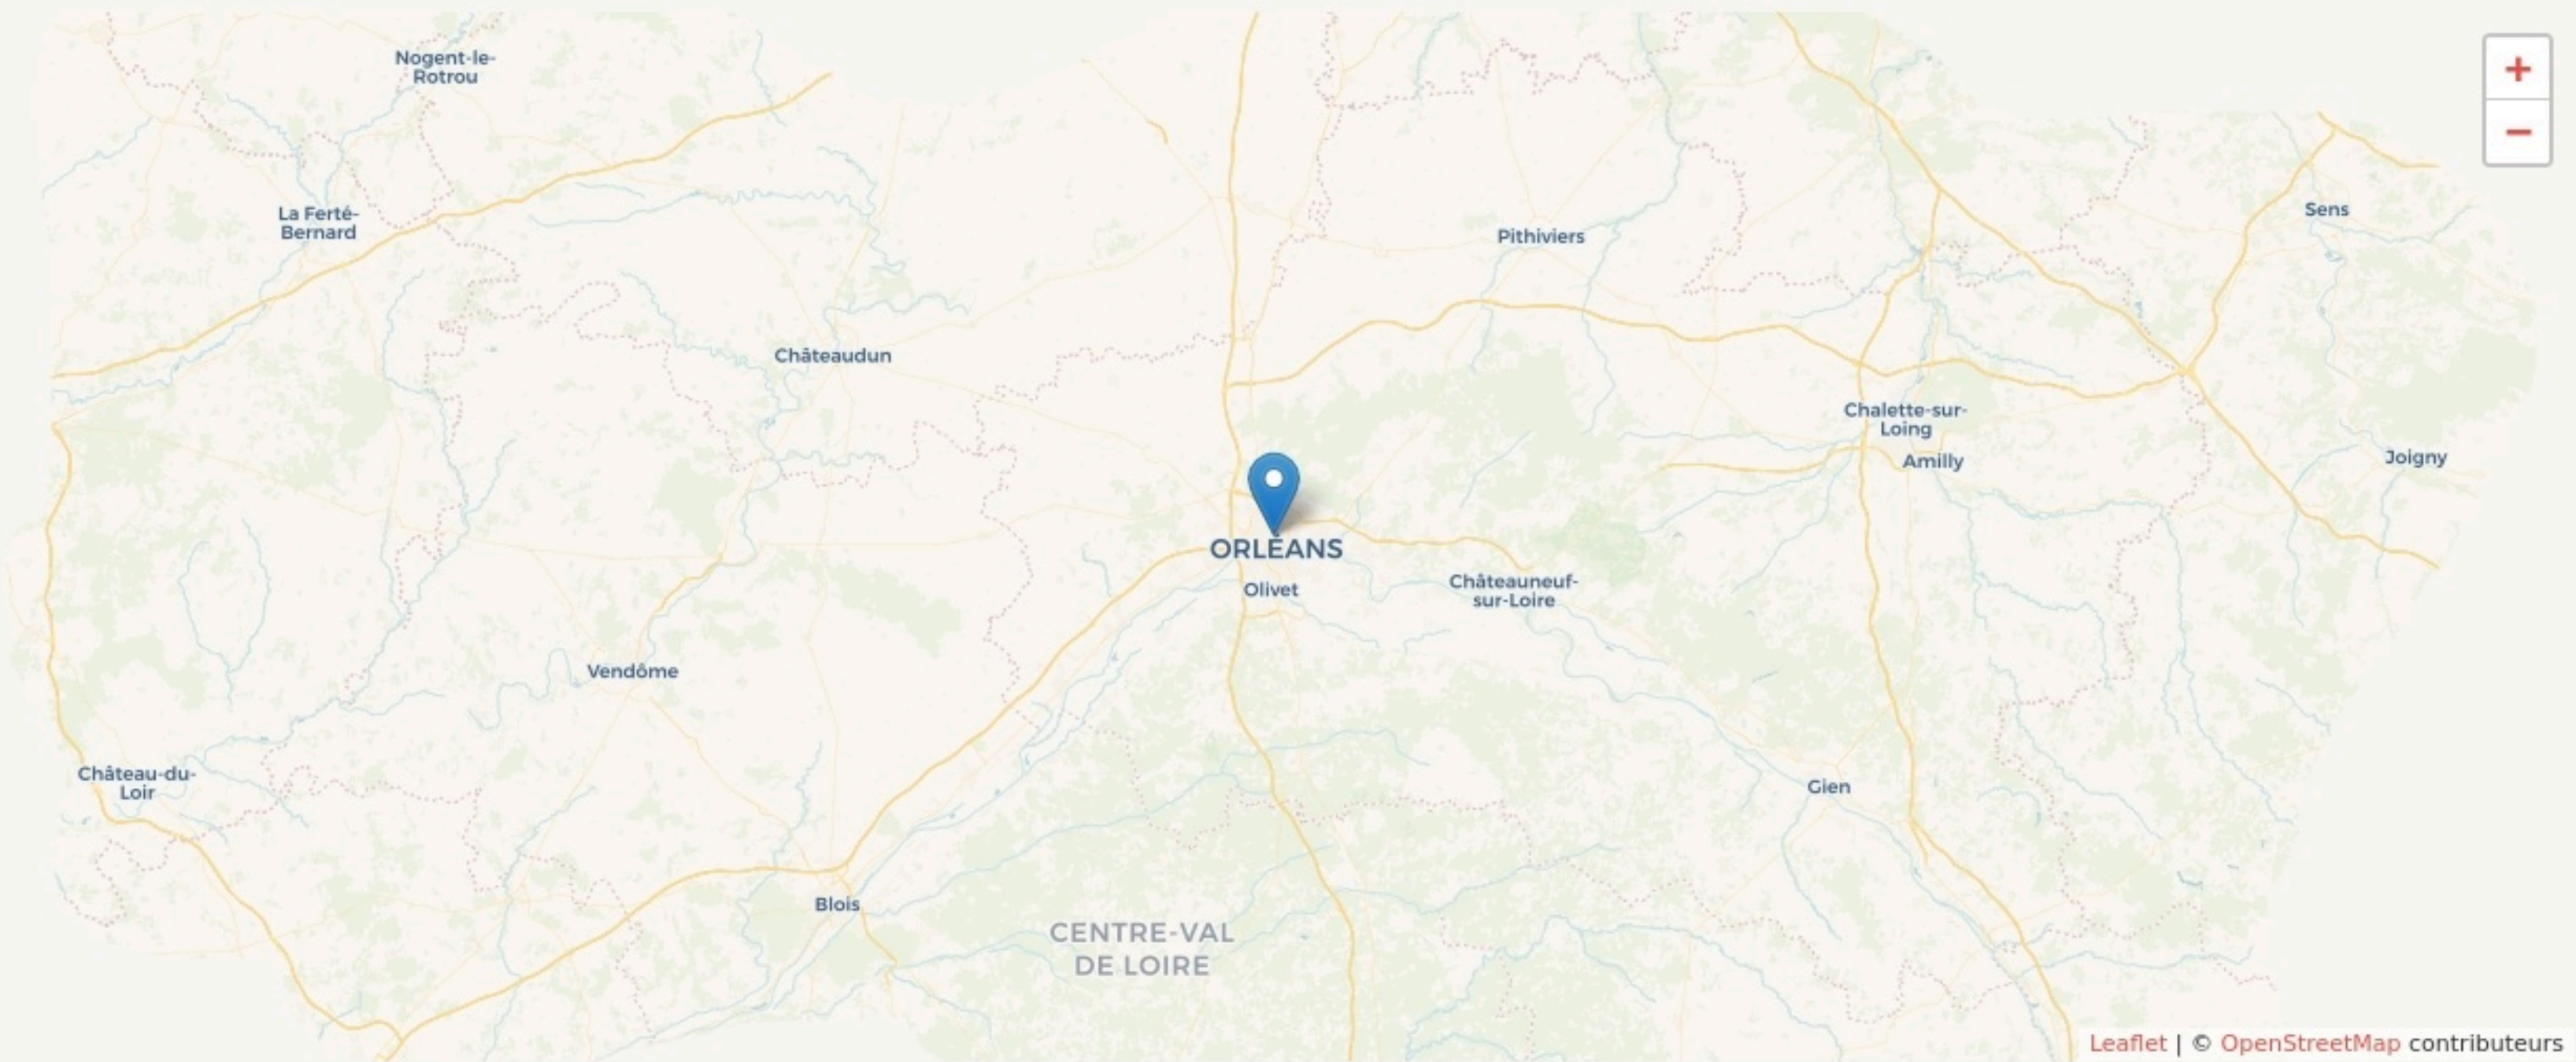 Nogent-le-
Rotrou
+
−
La Ferté-
Bernard
Sens
Pithiviers
Châteaudun
Chalette-sur-
Loing
Amilly
Joigny
ORLÉANS
Olivet
Châteauneuf-
sur-Loire
Vendôme
Château-du-
Loir
Gien
Blois
CENTRE-VAL
DE LOIRE
Leaflet | © OpenStreetMap contributeurs